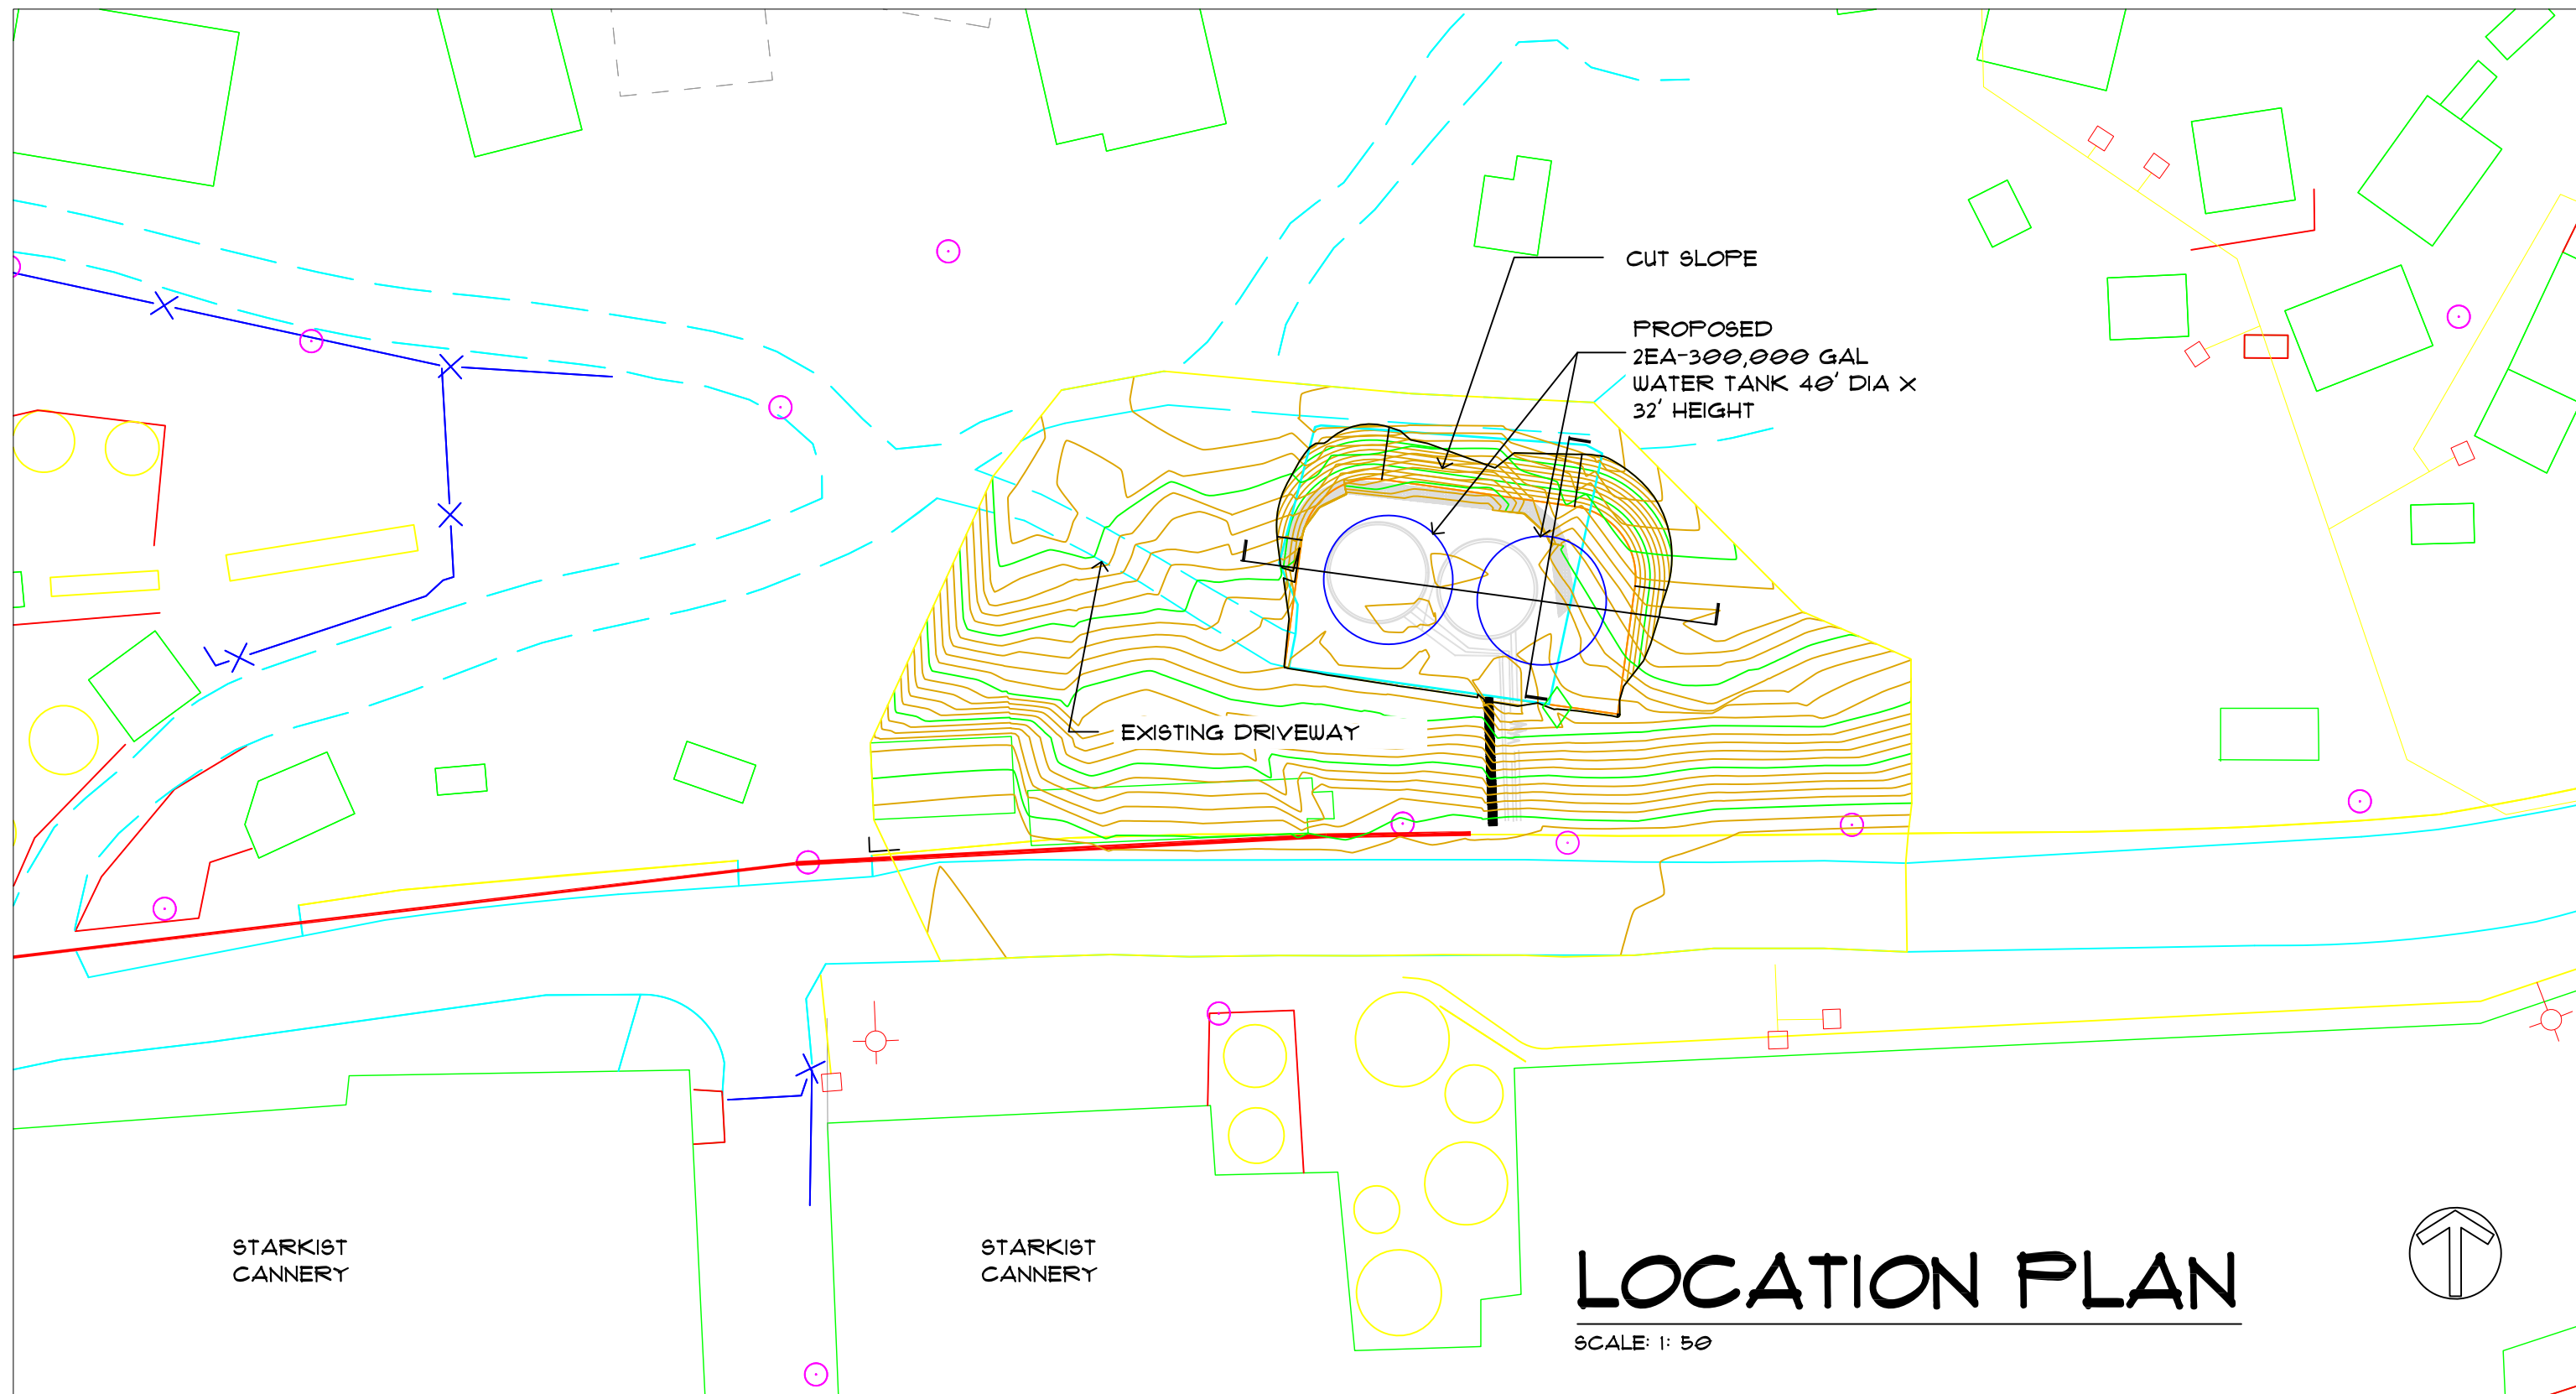 CUT SLOPE
PROPOSED
2EA-300,000 GAL
WATER TANK 40' DIA X
32' HEIGHT
EXISTING DRIVEWAY
STARKIST
CANNERY
STARKIST
CANNERY
LOCATION PLAN
SCALE: 1: 50